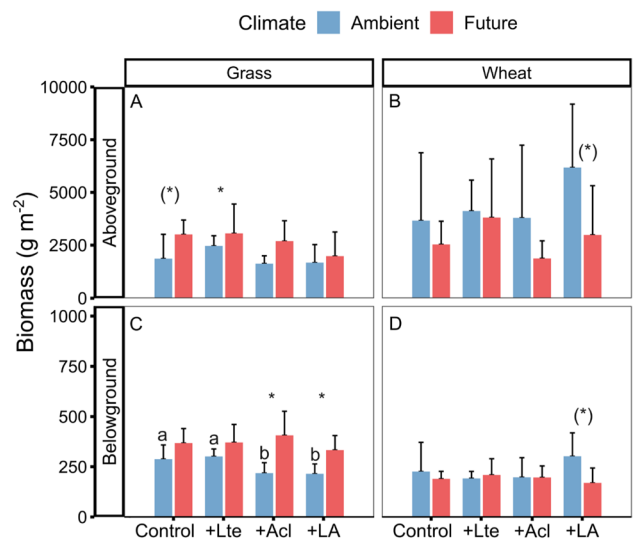 Climate Ambient Future
Grass Wheat
Biomass (g m⁻²)
Aboveground
10000
7500
5000
2500
0
A
(*) *
B
(*)
Belowground
1000
750
500
250
0
C
* *
a a b b
D
(*)
Control +Lte +Acl +LA Control +Lte +Acl +LA